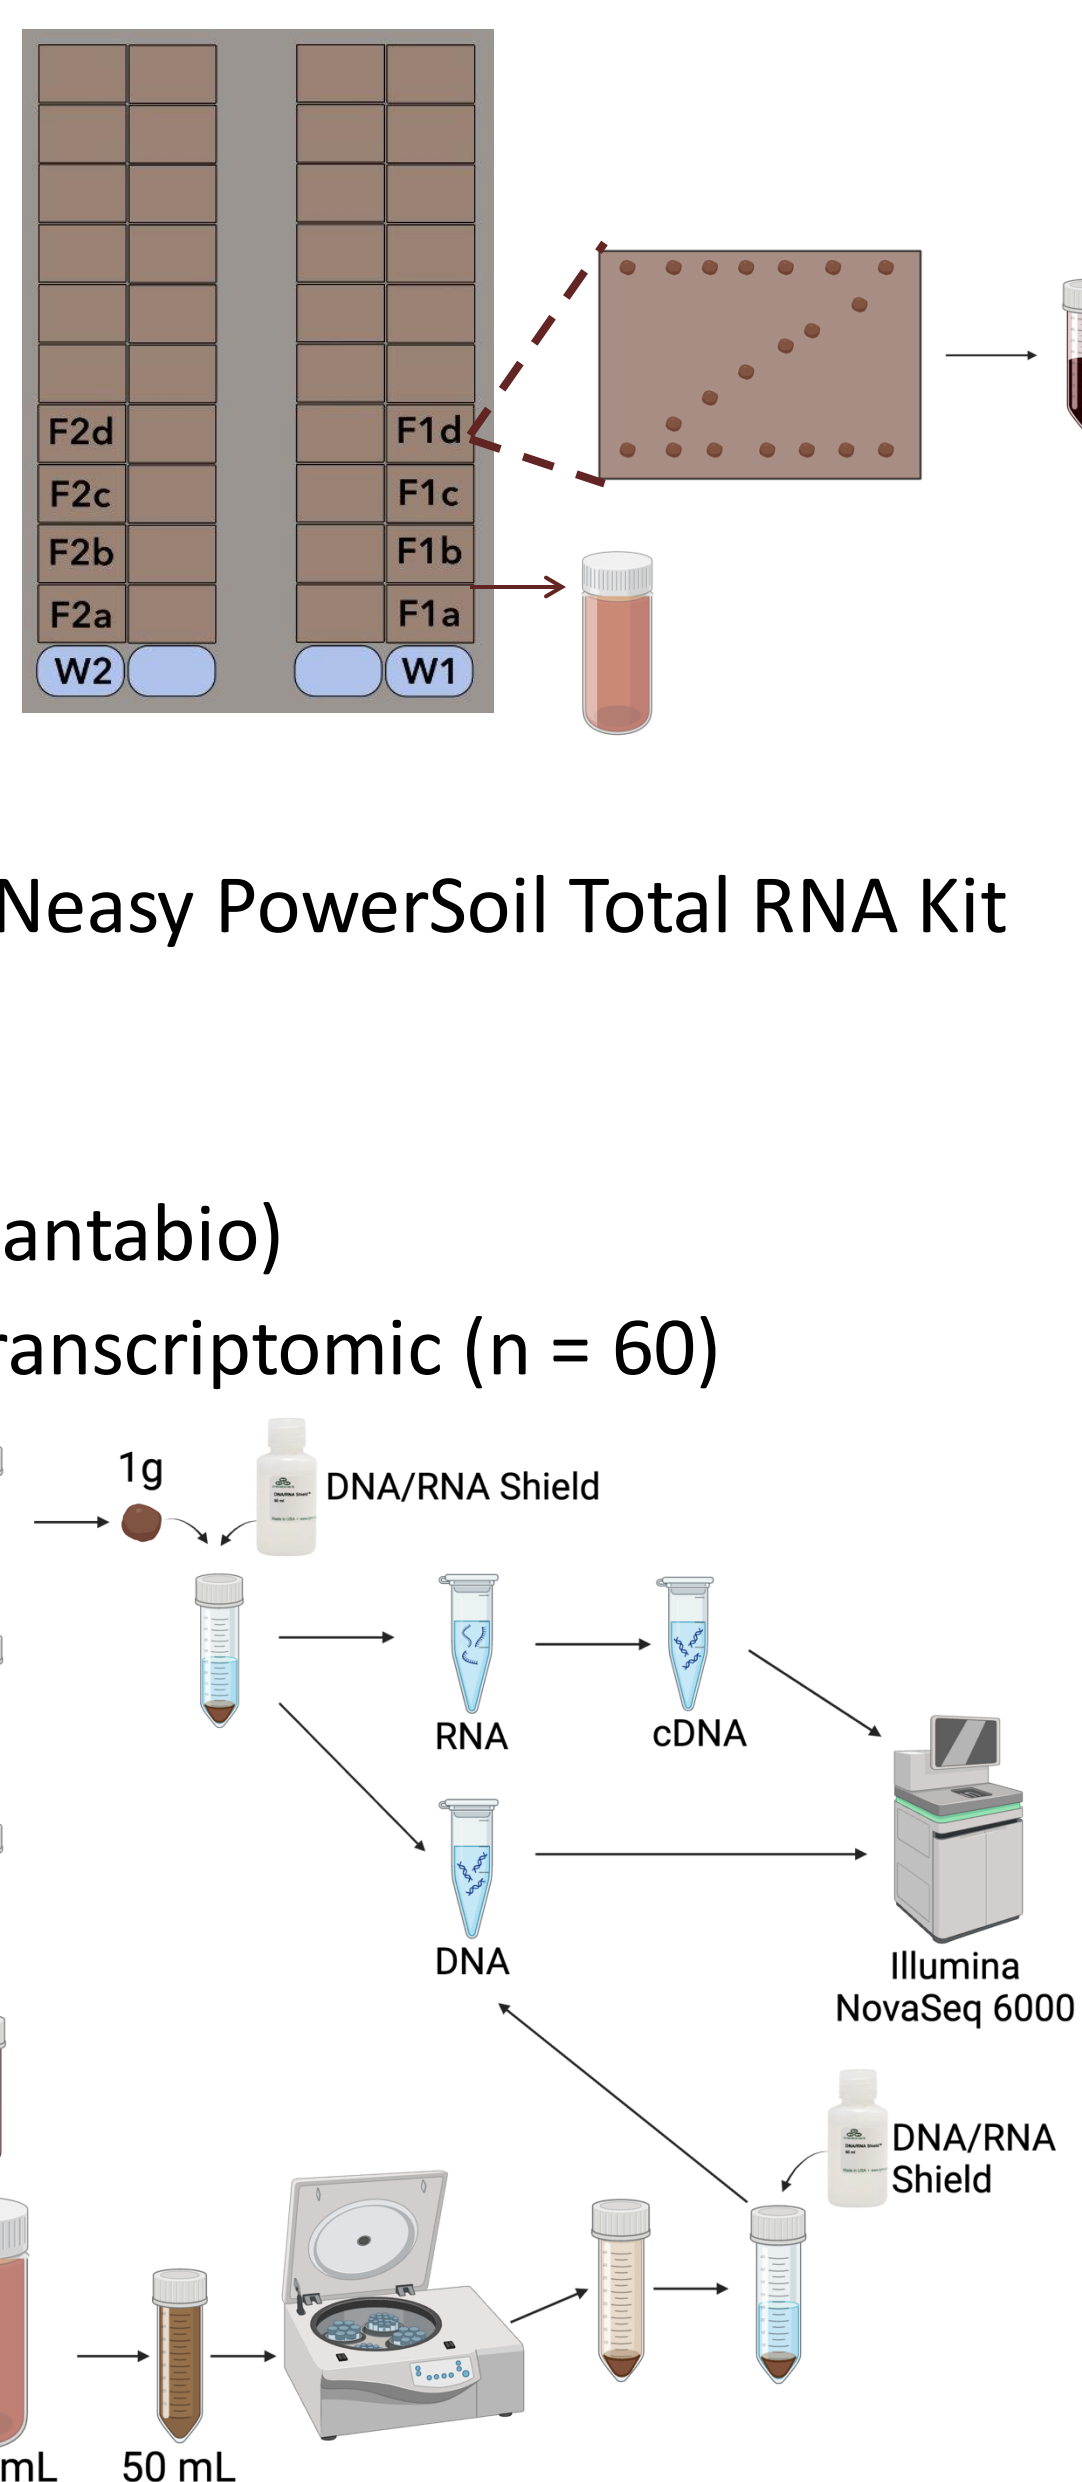 F2d F1d
F2c F1c
F2b F1b
F2a F1a
W2 W1
Neasy PowerSoil Total RNA Kit
antabio)
ranscriptomic (n = 60)
1g
DNA/RNA Shield
RNA
cDNA
DNA
Illumina
NovaSeq 6000
DNA/RNA
Shield
mL
50 mL